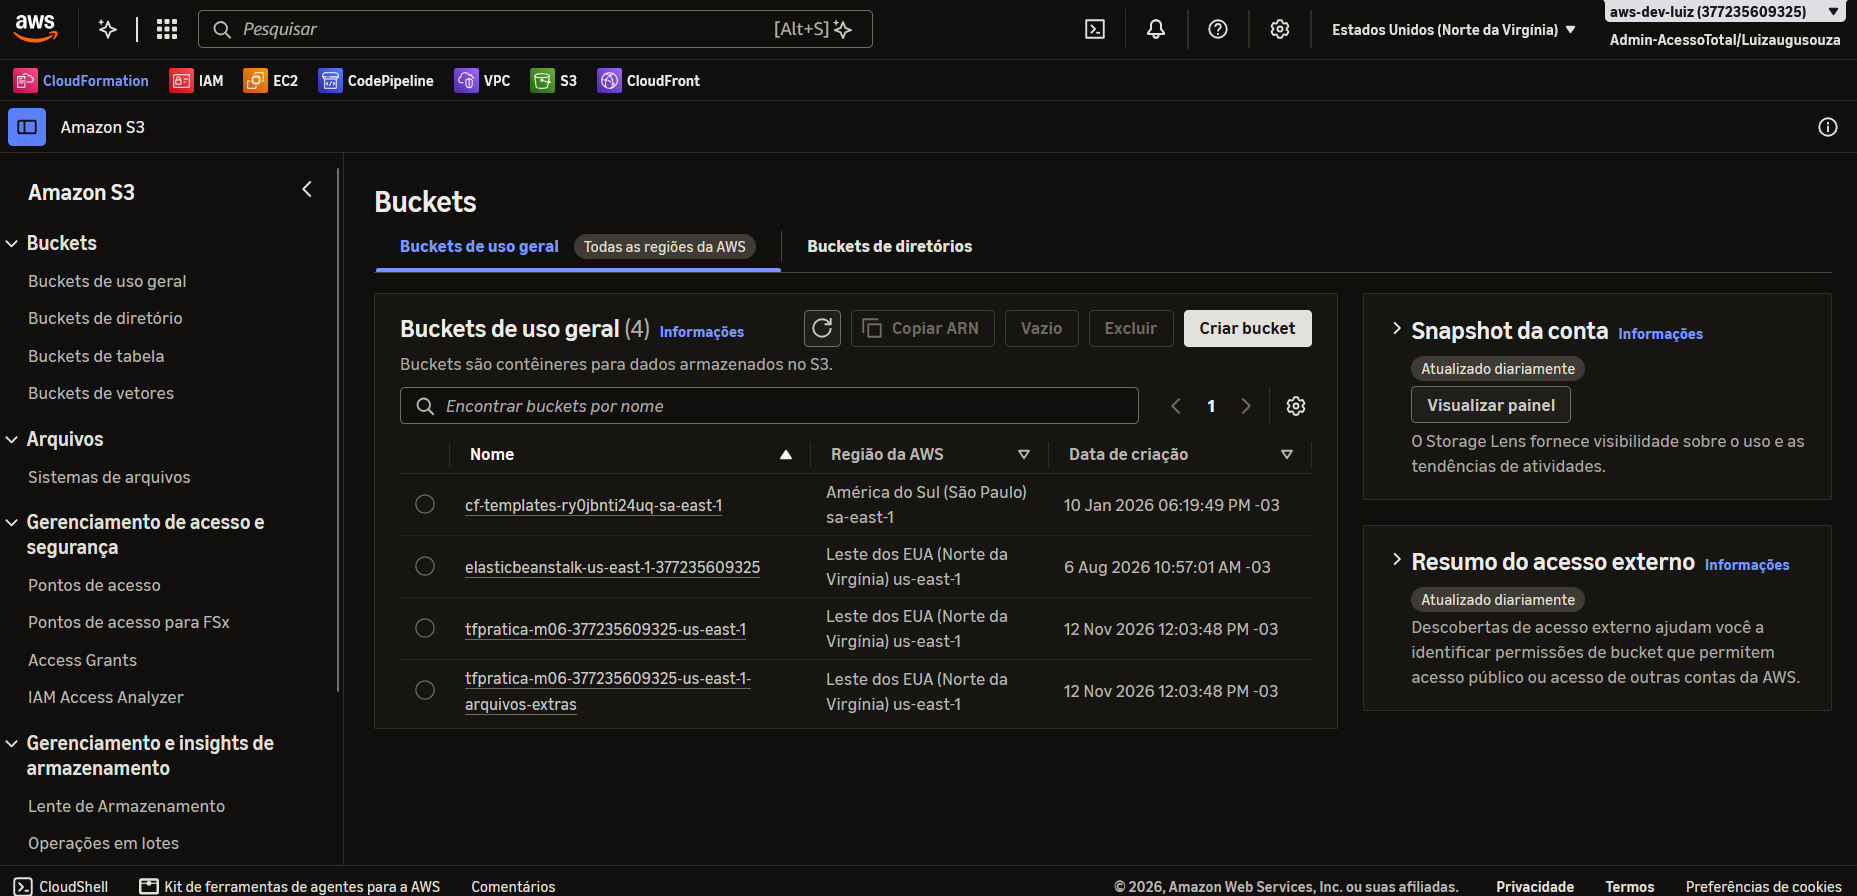 aws
Pesquisar
[Alt+S]
Estados Unidos (Norte da Virgínia)
aws-dev-luiz (377235609325)
Admin-AcessoTotal/Luizaugusouza
CloudFormation
IAM
EC2
CodePipeline
VPC
S3
CloudFront
Amazon S3
Amazon S3
Buckets
Buckets de uso geral
Buckets de diretório
Buckets de tabela
Buckets de vetores
Arquivos
Sistemas de arquivos
Gerenciamento de acesso e
segurança
Pontos de acesso
Pontos de acesso para FSx
Access Grants
IAM Access Analyzer
Gerenciamento e insights de
armazenamento
Lente de Armazenamento
Operações em lotes
Buckets
Buckets de uso geral
Todas as regiões da AWS
Buckets de diretórios
Buckets de uso geral (4) Informações
Copiar ARN
Vazio
Excluir
Criar bucket
Buckets são contêineres para dados armazenados no S3.
Encontrar buckets por nome
1
Nome
Região da AWS
Data de criação
cf-templates-ry0jbnti24uq-sa-east-1
América do Sul (São Paulo)
sa-east-1
10 Jan 2026 06:19:49 PM -03
elasticbeanstalk-us-east-1-377235609325
Leste dos EUA (Norte da
Virgínia) us-east-1
6 Aug 2026 10:57:01 AM -03
tfpratica-m06-377235609325-us-east-1
Leste dos EUA (Norte da
Virgínia) us-east-1
12 Nov 2026 12:03:48 PM -03
tfpratica-m06-377235609325-us-east-1-
arquivos-extras
Leste dos EUA (Norte da
Virgínia) us-east-1
12 Nov 2026 12:03:48 PM -03
Snapshot da conta Informações
Atualizado diariamente
Visualizar painel
O Storage Lens fornece visibilidade sobre o uso e as
tendências de atividades.
Resumo do acesso externo Informações
Atualizado diariamente
Descobertas de acesso externo ajudam você a
identificar permissões de bucket que permitem
acesso público ou acesso de outras contas da AWS.
CloudShell
Kit de ferramentas de agentes para a AWS
Comentários
© 2026, Amazon Web Services, Inc. ou suas afiliadas.
Privacidade
Termos
Preferências de cookies